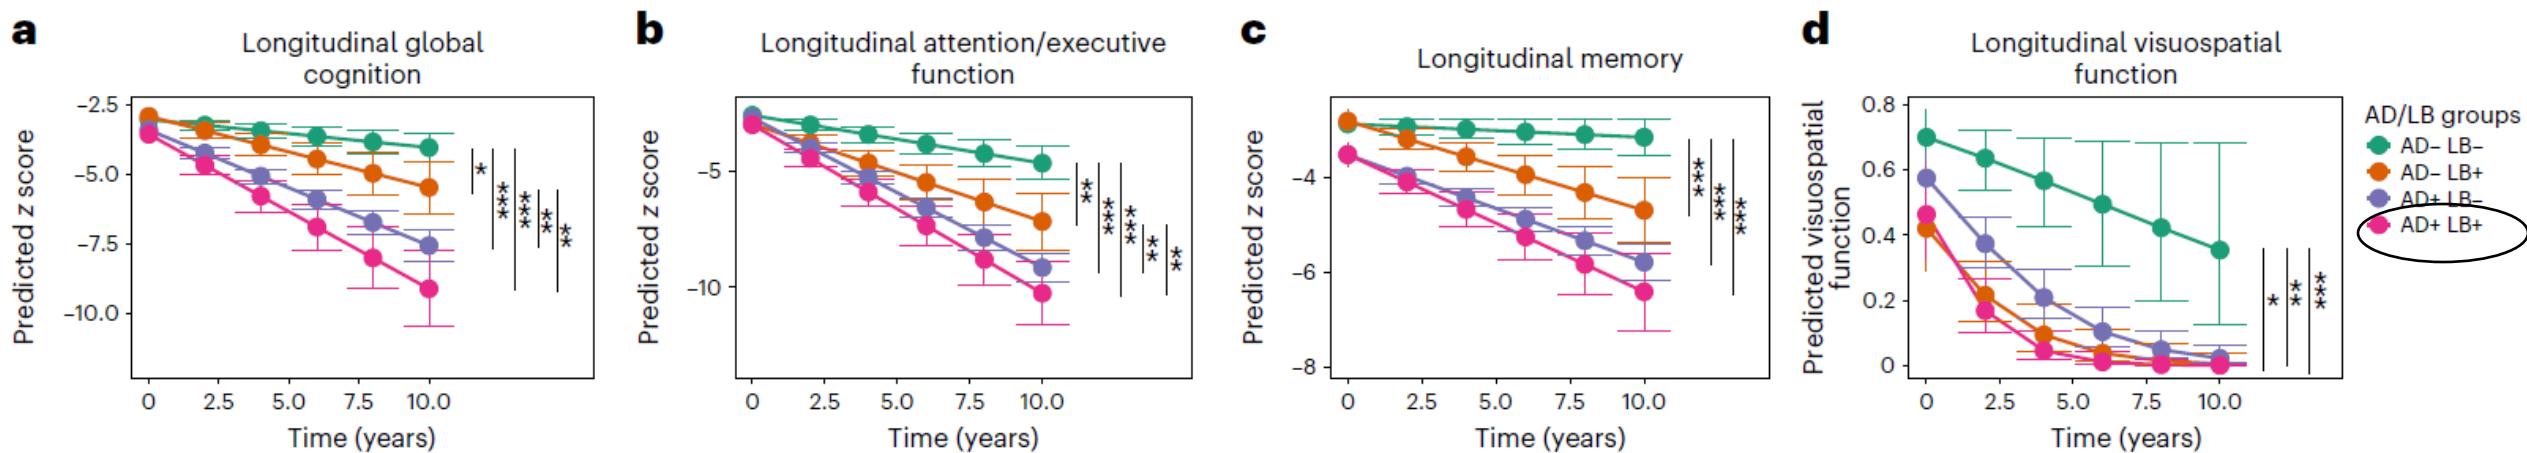 a
Longitudinal global
cognition
Predicted z score
−2.5
−5.0
−7.5
−10.0
0 2.5 5.0 7.5 10.0
Time (years)
*
***
***
**
**
b
Longitudinal attention/executive
function
Predicted z score
−5
−10
0 2.5 5.0 7.5 10.0
Time (years)
**
***
***
**
**
c
Longitudinal memory
Predicted z score
−4
−6
−8
0 2.5 5.0 7.5 10.0
Time (years)
***
***
***
d
Longitudinal visuospatial
function
Predicted visuospatial
function
0.8
0.6
0.4
0.2
0
0 2.5 5.0 7.5 10.0
Time (years)
*
**
***
AD/LB groups
AD− LB−
AD− LB+
AD+ LB−
AD+ LB+